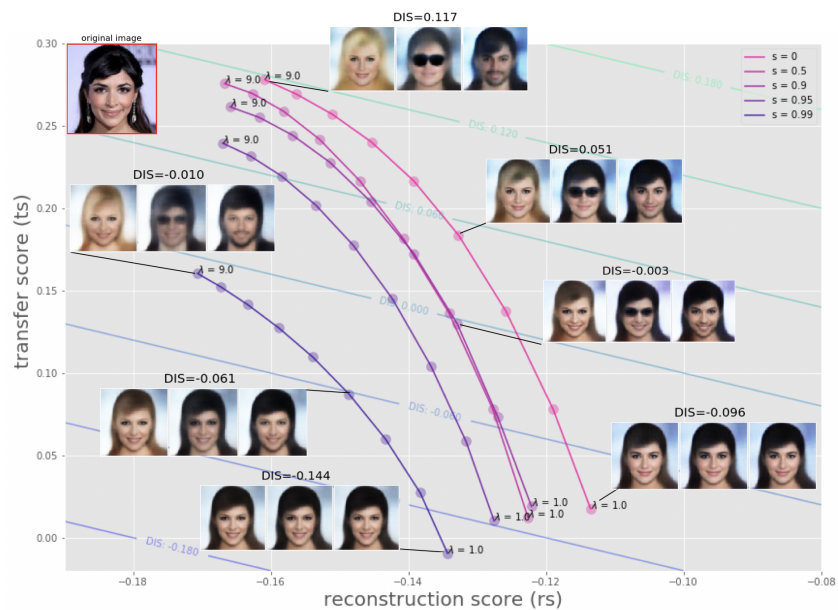 DIS=0.117
original image
0.30
s = 0
s = 0.5
s = 0.9
s = 0.95
s = 0.99
DIS: 0.180
λ = 9.0
λ = 9.0
λ = 9.0
0.25
DIS: 0.120
λ = 9.0
DIS=0.051
DIS=-0.010
0.20
DIS: 0.060
λ = 9.0
DIS=-0.003
0.15
DIS: 0.000
transfer score (ts)
0.10
DIS=-0.061
DIS: -0.060
DIS=-0.096
0.05
DIS=-0.144
λ = 1.0
λ = 1.0
λ = 1.0
λ = 1.0
0.00
DIS: -0.180
λ = 1.0
−0.18
−0.16
−0.14
−0.12
−0.10
−0.08
reconstruction score (rs)